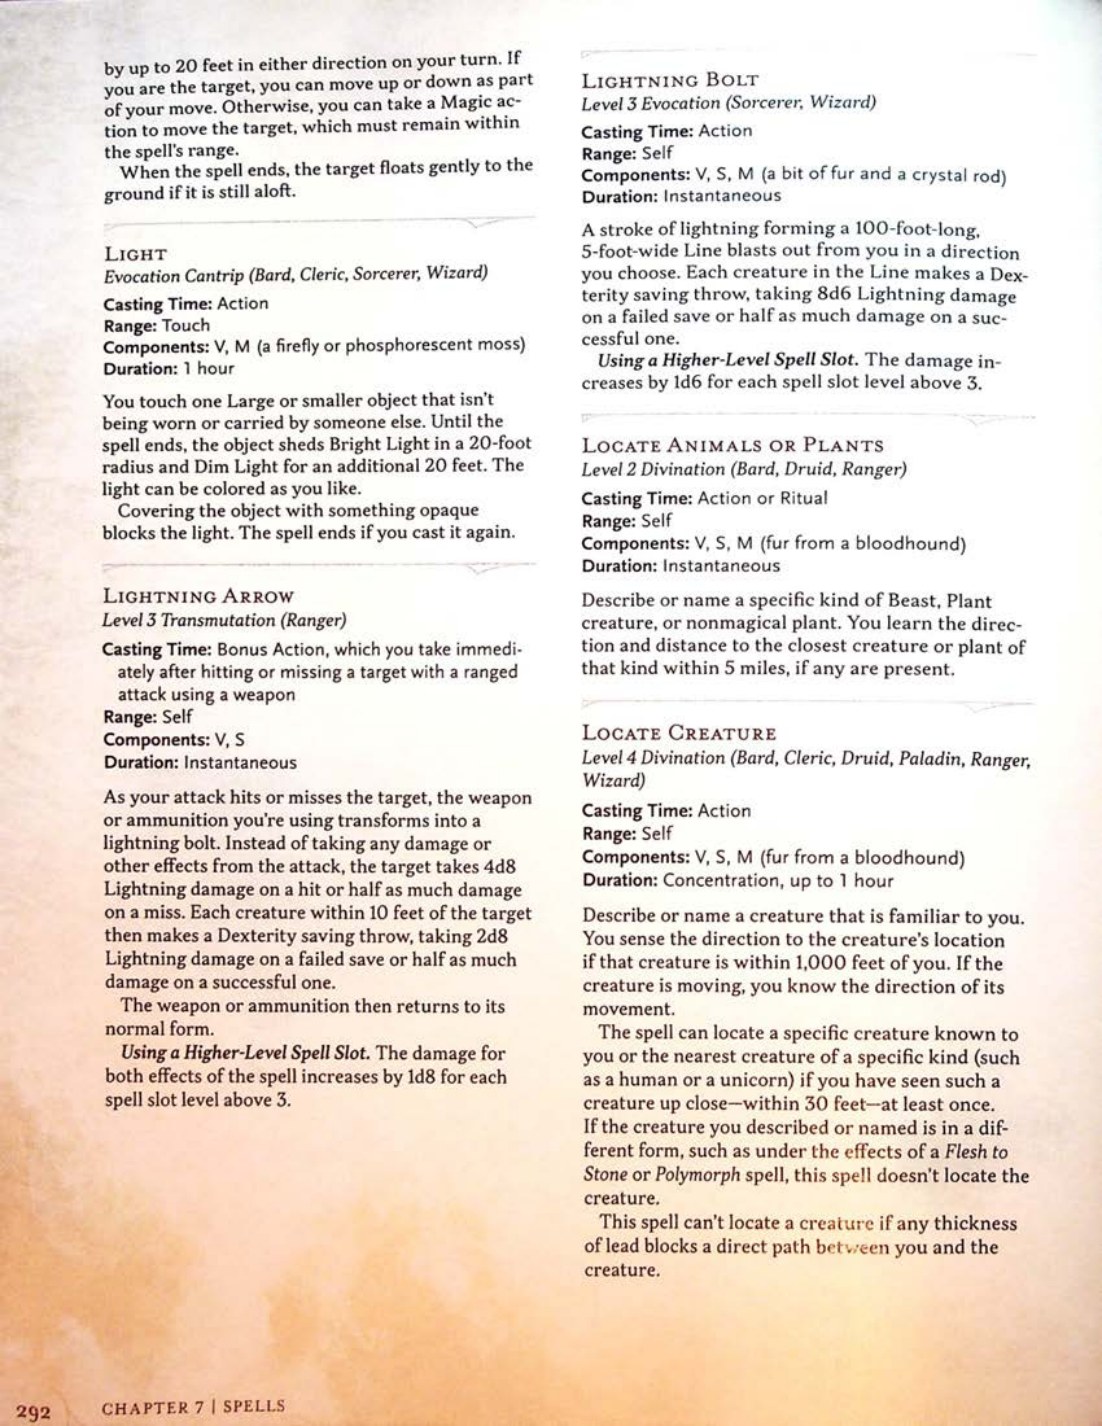 by up to 20 feet in either direction on your turn. If
you are the target, you can move up or down as part
of your move. Otherwise, you can take a Magic ac-
tion to move the target, which must remain within
the spell's range.
When the spell ends, the target floats gently to the
ground if it is still aloft.
LIGHT
Evocation Cantrip (Bard, Cleric, Sorcerer, Wizard)
Casting Time: Action
Range: Touch
Components: V, M (a firefly or phosphorescent moss)
Duration: 1 hour
You touch one Large or smaller object that isn't
being worn or carried by someone else. Until the
spell ends, the object sheds Bright Light in a 20-foot
radius and Dim Light for an additional 20 feet. The
light can be colored as you like.
Covering the object with something opaque
blocks the light. The spell ends if you cast it again.
LIGHTNING ARROW
Level 3 Transmutation (Ranger)
Casting Time: Bonus Action, which you take immedi-
ately after hitting or missing a target with a ranged
attack using a weapon
Range: Self
Components: V, S
Duration: Instantaneous
As your attack hits or misses the target, the weapon
or ammunition you're using transforms into a
lightning bolt. Instead of taking any damage or
other effects from the attack, the target takes 4d8
Lightning damage on a hit or half as much damage
on a miss. Each creature within 10 feet of the target
then makes a Dexterity saving throw, taking 2d8
Lightning damage on a failed save or half as much
damage on a successful one.
The weapon or ammunition then returns to its
normal form.
Using a Higher-Level Spell Slot. The damage for
both effects of the spell increases by 1d8 for each
spell slot level above 3.
LIGHTNING BOLT
Level 3 Evocation (Sorcerer, Wizard)
Casting Time: Action
Range: Self
Components: V, S, M (a bit of fur and a crystal rod)
Duration: Instantaneous
A stroke of lightning forming a 100-foot-long,
5-foot-wide Line blasts out from you in a direction
you choose. Each creature in the Line makes a Dex-
terity saving throw, taking 8d6 Lightning damage
on a failed save or half as much damage on a suc-
cessful one.
Using a Higher-Level Spell Slot. The damage in-
creases by 1d6 for each spell slot level above 3.
LOCATE ANIMALS OR PLANTS
Level 2 Divination (Bard, Druid, Ranger)
Casting Time: Action or Ritual
Range: Self
Components: V, S, M (fur from a bloodhound)
Duration: Instantaneous
Describe or name a specific kind of Beast, Plant
creature, or nonmagical plant. You learn the direc-
tion and distance to the closest creature or plant of
that kind within 5 miles, if any are present.
LOCATE CREATURE
Level 4 Divination (Bard, Cleric, Druid, Paladin, Ranger,
Wizard)
Casting Time: Action
Range: Self
Components: V, S, M (fur from a bloodhound)
Duration: Concentration, up to 1 hour
Describe or name a creature that is familiar to you.
You sense the direction to the creature's location
if that creature is within 1,000 feet of you. If the
creature is moving, you know the direction of its
movement.
The spell can locate a specific creature known to
you or the nearest creature of a specific kind (such
as a human or a unicorn) if you have seen such a
creature up close—within 30 feet—at least once.
If the creature you described or named is in a dif-
ferent form, such as under the effects of a Flesh to
Stone or Polymorph spell, this spell doesn't locate the
creature.
This spell can't locate a creature if any thickness
of lead blocks a direct path between you and the
creature.
292 CHAPTER 7 | SPELLS